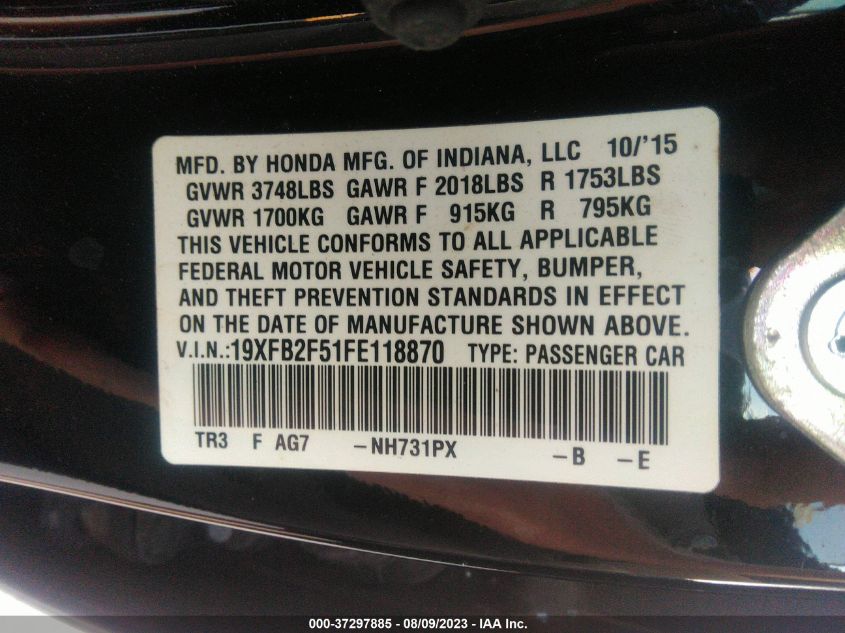 MFD. BY HONDA MFG. OF INDIANA, LLC 10/'15
GVWR 3748LBS GAWR F 2018LBS R 1753LBS
GVWR 1700KG GAWR F 915KG R 795KG
THIS VEHICLE CONFORMS TO ALL APPLICABLE
FEDERAL MOTOR VEHICLE SAFETY, BUMPER,
AND THEFT PREVENTION STANDARDS IN EFFECT
ON THE DATE OF MANUFACTURE SHOWN ABOVE.
V.I.N.:19XFB2F51FE118870 TYPE: PASSENGER CAR
TR3 F AG7 –NH731PX –B –E
000-37297885 - 08/09/2023 - IAA Inc.